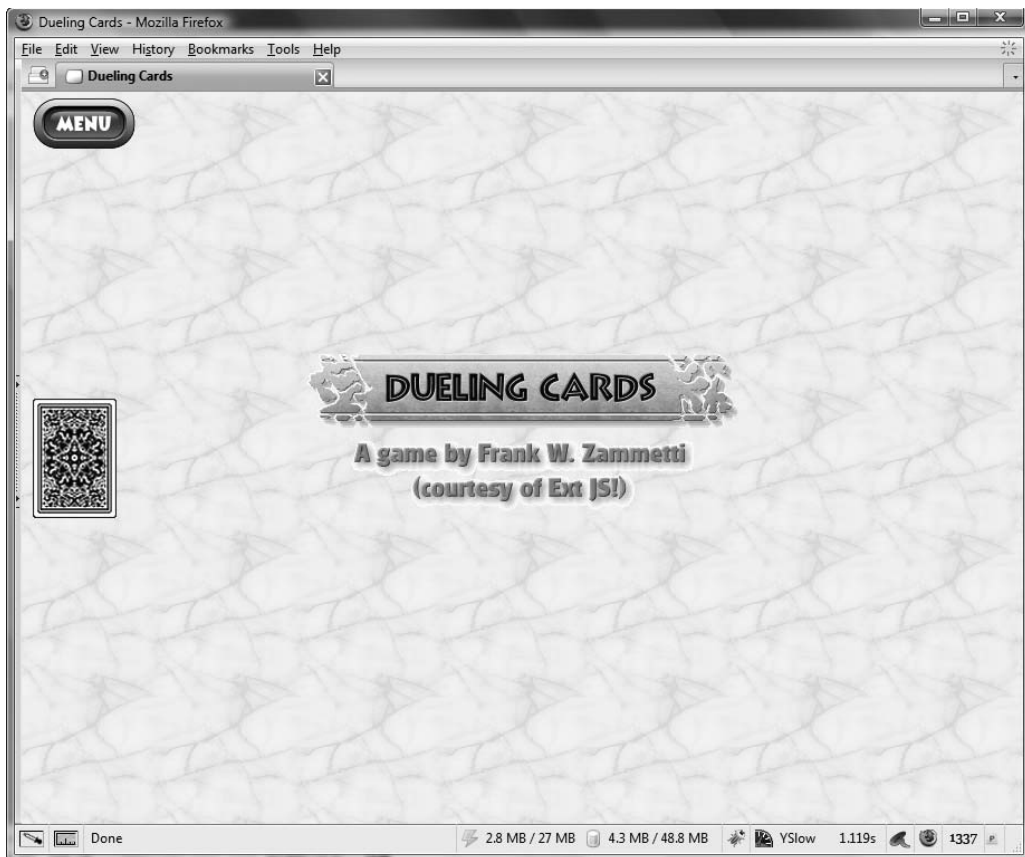 Dueling Cards - Mozilla Firefox
File Edit View History Bookmarks Tools Help
Dueling Cards
MENU
DUELING CARDS
A game by Frank W. Zammetti
(courtesy of Ext JS!)
Done 2.8 MB / 27 MB 4.3 MB / 48.8 MB YSlow 1.119s 1337